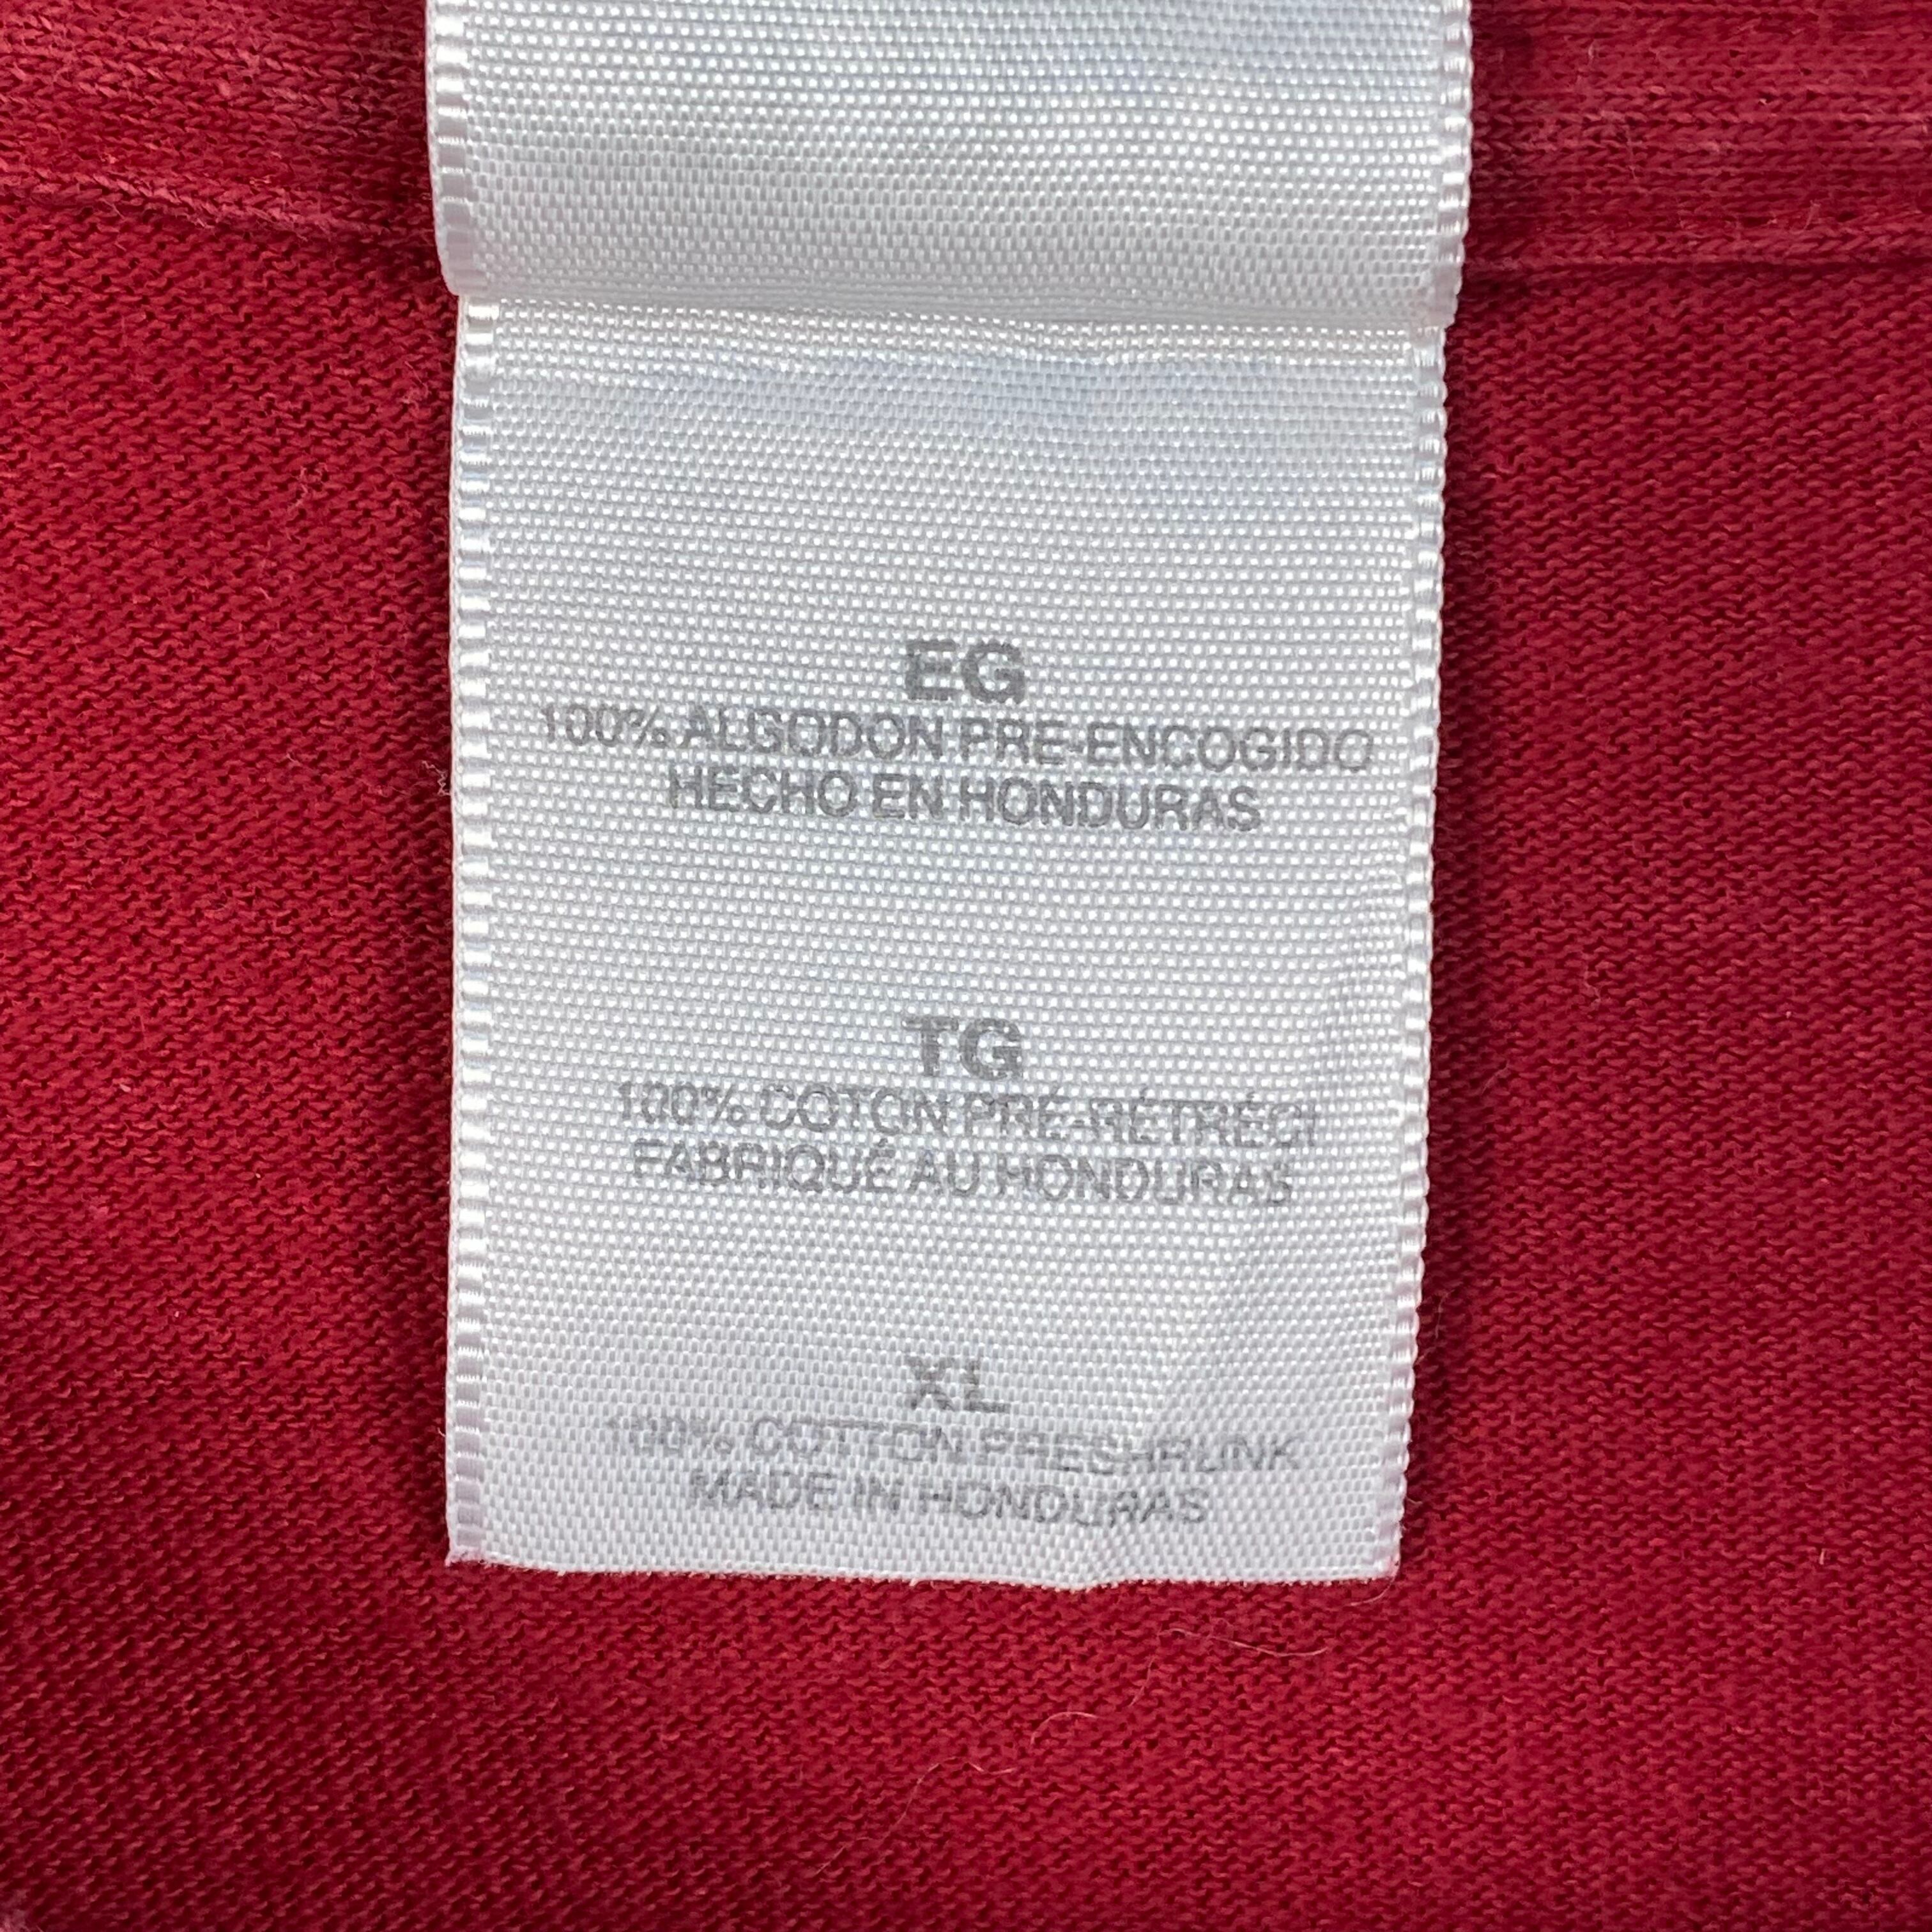 EG
100% ALGODON PRE-ENCOGIDO
HECHO EN HONDURAS
TG
100% COTON PRÉ-RÉTRÉCI
FABRIQUÉ AU HONDURAS
XL
100% COTTON PRESHRUNK
MADE IN HONDURAS